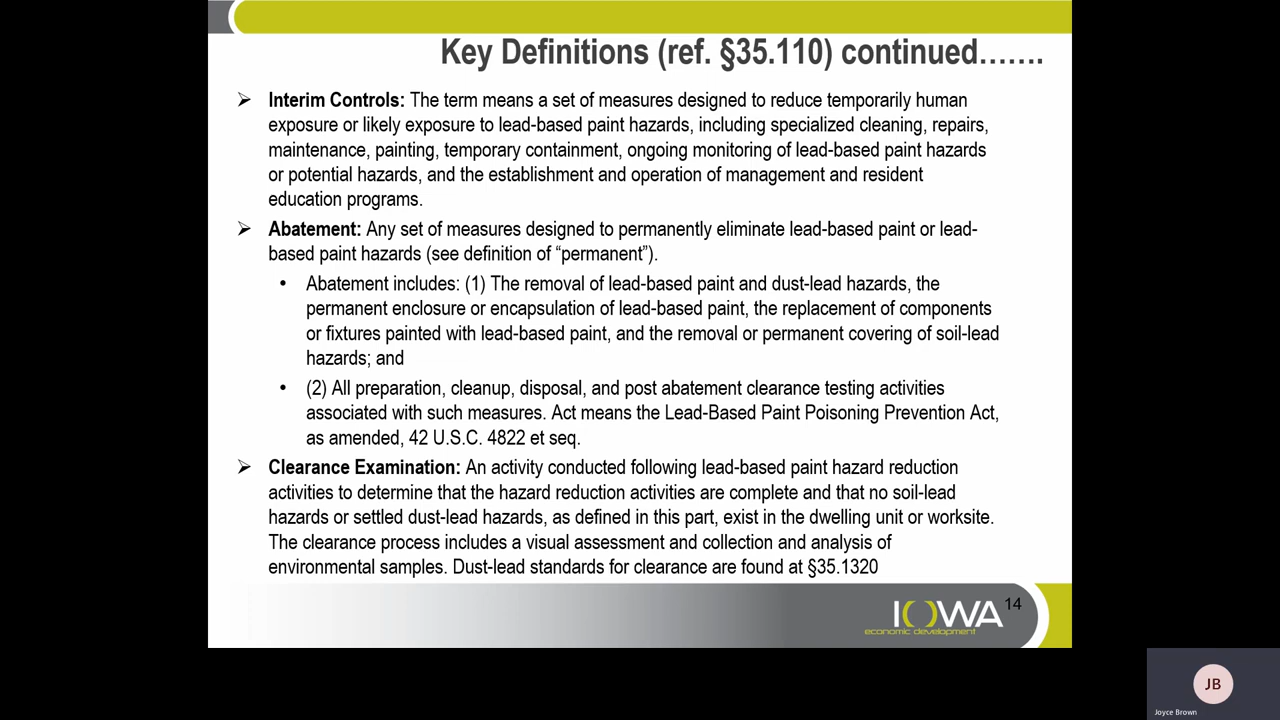 Key Definitions (ref. §35.110) continued…….
➢ Interim Controls: The term means a set of measures designed to reduce temporarily human
exposure or likely exposure to lead-based paint hazards, including specialized cleaning, repairs,
maintenance, painting, temporary containment, ongoing monitoring of lead-based paint hazards
or potential hazards, and the establishment and operation of management and resident
education programs.
➢ Abatement: Any set of measures designed to permanently eliminate lead-based paint or lead-
based paint hazards (see definition of “permanent”).
• Abatement includes: (1) The removal of lead-based paint and dust-lead hazards, the
permanent enclosure or encapsulation of lead-based paint, the replacement of components
or fixtures painted with lead-based paint, and the removal or permanent covering of soil-lead
hazards; and
• (2) All preparation, cleanup, disposal, and post abatement clearance testing activities
associated with such measures. Act means the Lead-Based Paint Poisoning Prevention Act,
as amended, 42 U.S.C. 4822 et seq.
➢ Clearance Examination: An activity conducted following lead-based paint hazard reduction
activities to determine that the hazard reduction activities are complete and that no soil-lead
hazards or settled dust-lead hazards, as defined in this part, exist in the dwelling unit or worksite.
The clearance process includes a visual assessment and collection and analysis of
environmental samples. Dust-lead standards for clearance are found at §35.1320
14
IOWA
economic development
JB
Joyce Brown